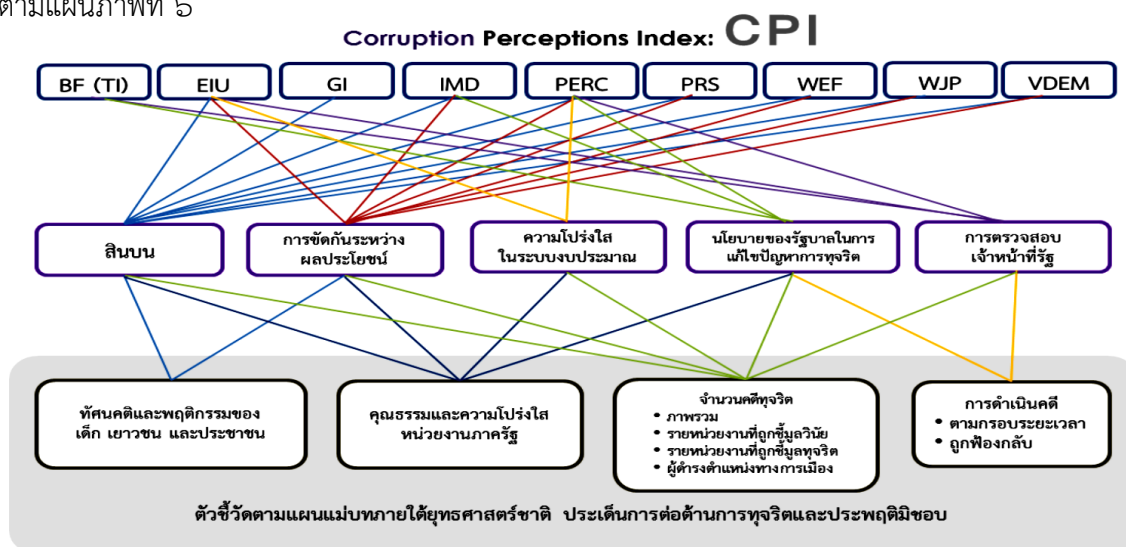 ตามแผนภาพที่ ๖
Corruption Perceptions Index: CPI
BF (TI) EIU GI IMD PERC PRS WEF WJP VDEM
สินบน
การขัดกันระหว่าง
ผลประโยชน์
ความโปร่งใส
ในระบบงบประมาณ
นโยบายของรัฐบาลในการ
แก้ไขปัญหาการทุจริต
การตรวจสอบ
เจ้าหน้าที่รัฐ
ทัศนคติและพฤติกรรมของ
เด็ก เยาวชน และประชาชน
คุณธรรมและความโปร่งใส
หน่วยงานภาครัฐ
จำนวนคดีทุจริต
• ภาพรวม
• รายหน่วยงานที่ถูกชี้มูลวินัย
• รายหน่วยงานที่ถูกชี้มูลทุจริต
• ผู้ดำรงตำแหน่งทางการเมือง
การดำเนินคดี
• ตามกรอบระยะเวลา
• ถูกฟ้องกลับ
ตัวชี้วัดตามแผนแม่บทภายใต้ยุทธศาสตร์ชาติ ประเด็นการต่อต้านการทุจริตและประพฤติมิชอบ